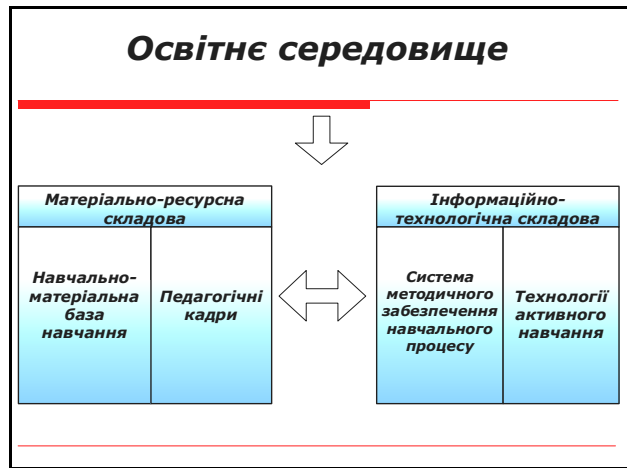 Освітнє середовище
Матеріально-ресурсна
складова
Навчально-
матеріальна
база
навчання
Педагогічні
кадри
Інформаційно-
технологічна складова
Система
методичного
забезпечення
навчального
процесу
Технології
активного
навчання